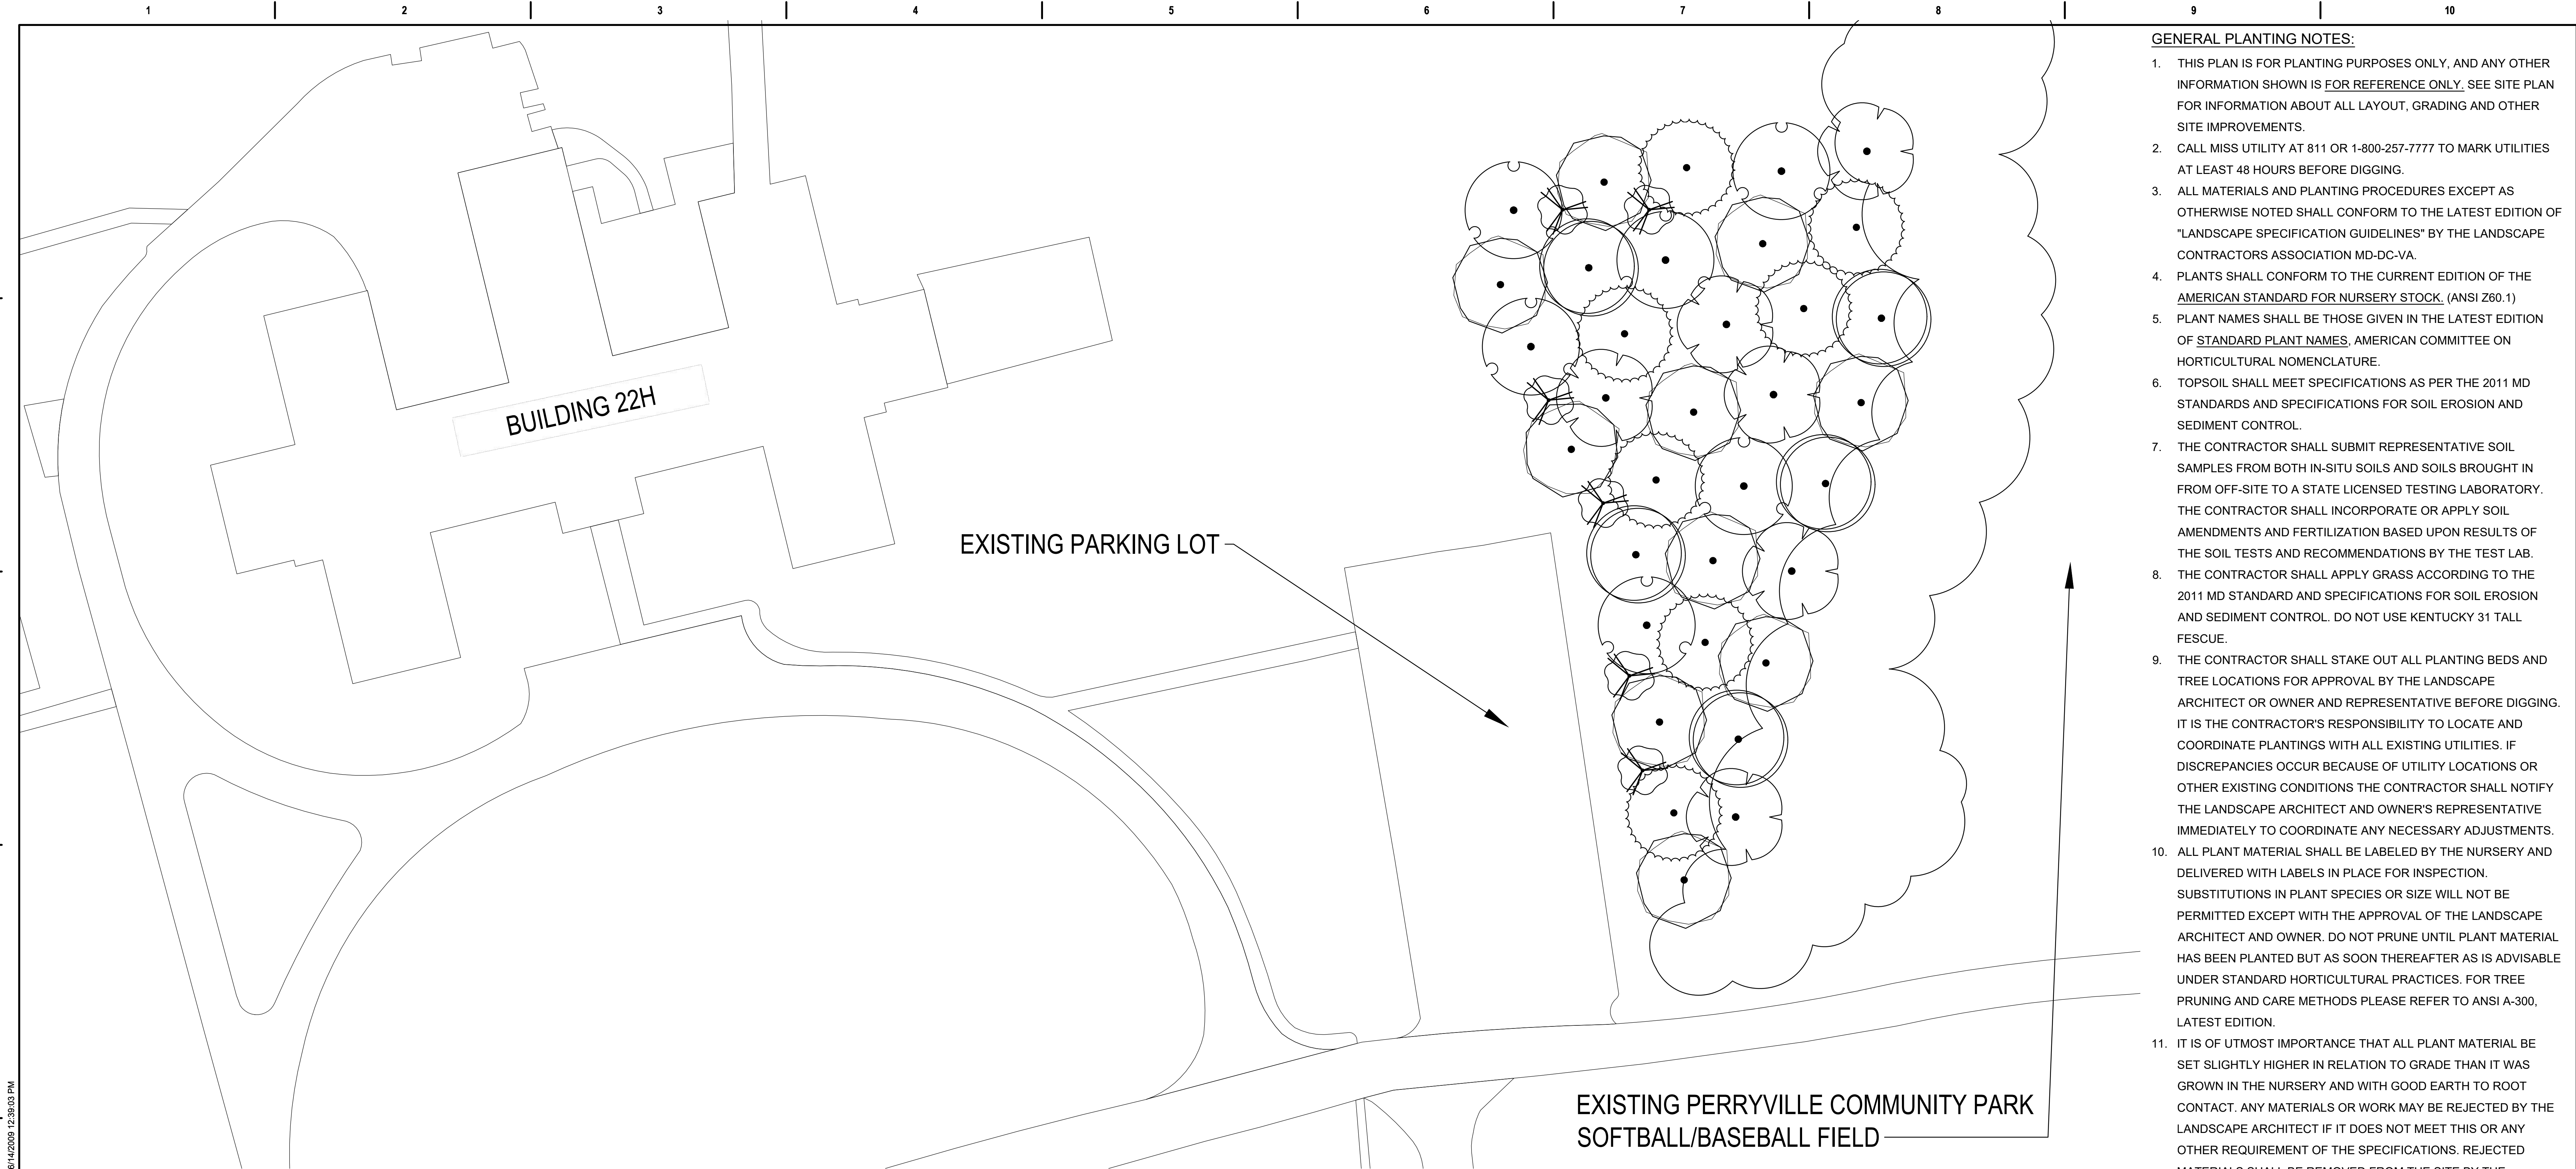 1 2 3 4 5 6 7 8 9 10
BUILDING 22H
EXISTING PARKING LOT
EXISTING PERRYVILLE COMMUNITY PARK
SOFTBALL/BASEBALL FIELD
6/14/2009 12:39:03 PM
GENERAL PLANTING NOTES:
1. THIS PLAN IS FOR PLANTING PURPOSES ONLY, AND ANY OTHER
INFORMATION SHOWN IS FOR REFERENCE ONLY. SEE SITE PLAN
FOR INFORMATION ABOUT ALL LAYOUT, GRADING AND OTHER
SITE IMPROVEMENTS.
2. CALL MISS UTILITY AT 811 OR 1-800-257-7777 TO MARK UTILITIES
AT LEAST 48 HOURS BEFORE DIGGING.
3. ALL MATERIALS AND PLANTING PROCEDURES EXCEPT AS
OTHERWISE NOTED SHALL CONFORM TO THE LATEST EDITION OF
"LANDSCAPE SPECIFICATION GUIDELINES" BY THE LANDSCAPE
CONTRACTORS ASSOCIATION MD-DC-VA.
4. PLANTS SHALL CONFORM TO THE CURRENT EDITION OF THE
AMERICAN STANDARD FOR NURSERY STOCK. (ANSI Z60.1)
5. PLANT NAMES SHALL BE THOSE GIVEN IN THE LATEST EDITION
OF STANDARD PLANT NAMES, AMERICAN COMMITTEE ON
HORTICULTURAL NOMENCLATURE.
6. TOPSOIL SHALL MEET SPECIFICATIONS AS PER THE 2011 MD
STANDARDS AND SPECIFICATIONS FOR SOIL EROSION AND
SEDIMENT CONTROL.
7. THE CONTRACTOR SHALL SUBMIT REPRESENTATIVE SOIL
SAMPLES FROM BOTH IN-SITU SOILS AND SOILS BROUGHT IN
FROM OFF-SITE TO A STATE LICENSED TESTING LABORATORY.
THE CONTRACTOR SHALL INCORPORATE OR APPLY SOIL
AMENDMENTS AND FERTILIZATION BASED UPON RESULTS OF
THE SOIL TESTS AND RECOMMENDATIONS BY THE TEST LAB.
8. THE CONTRACTOR SHALL APPLY GRASS ACCORDING TO THE
2011 MD STANDARD AND SPECIFICATIONS FOR SOIL EROSION
AND SEDIMENT CONTROL. DO NOT USE KENTUCKY 31 TALL
FESCUE.
9. THE CONTRACTOR SHALL STAKE OUT ALL PLANTING BEDS AND
TREE LOCATIONS FOR APPROVAL BY THE LANDSCAPE
ARCHITECT OR OWNER AND REPRESENTATIVE BEFORE DIGGING.
IT IS THE CONTRACTOR'S RESPONSIBILITY TO LOCATE AND
COORDINATE PLANTINGS WITH ALL EXISTING UTILITIES. IF
DISCREPANCIES OCCUR BECAUSE OF UTILITY LOCATIONS OR
OTHER EXISTING CONDITIONS THE CONTRACTOR SHALL NOTIFY
THE LANDSCAPE ARCHITECT AND OWNER'S REPRESENTATIVE
IMMEDIATELY TO COORDINATE ANY NECESSARY ADJUSTMENTS.
10. ALL PLANT MATERIAL SHALL BE LABELED BY THE NURSERY AND
DELIVERED WITH LABELS IN PLACE FOR INSPECTION.
SUBSTITUTIONS IN PLANT SPECIES OR SIZE WILL NOT BE
PERMITTED EXCEPT WITH THE APPROVAL OF THE LANDSCAPE
ARCHITECT AND OWNER. DO NOT PRUNE UNTIL PLANT MATERIAL
HAS BEEN PLANTED BUT AS SOON THEREAFTER AS IS ADVISABLE
UNDER STANDARD HORTICULTURAL PRACTICES. FOR TREE
PRUNING AND CARE METHODS PLEASE REFER TO ANSI A-300,
LATEST EDITION.
11. IT IS OF UTMOST IMPORTANCE THAT ALL PLANT MATERIAL BE
SET SLIGHTLY HIGHER IN RELATION TO GRADE THAN IT WAS
GROWN IN THE NURSERY AND WITH GOOD EARTH TO ROOT
CONTACT. ANY MATERIALS OR WORK MAY BE REJECTED BY THE
LANDSCAPE ARCHITECT IF IT DOES NOT MEET THIS OR ANY
OTHER REQUIREMENT OF THE SPECIFICATIONS. REJECTED
MATERIALS SHALL BE REMOVED FROM THE SITE BY THE